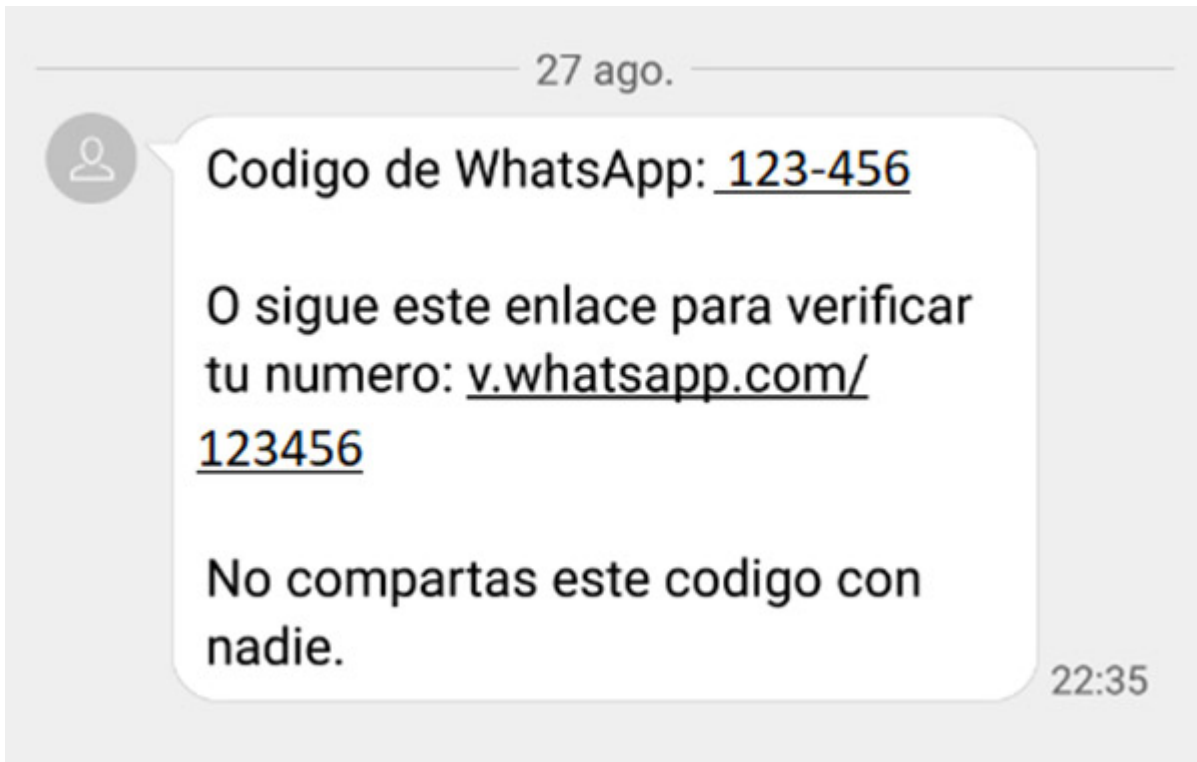 27 ago.
Codigo de WhatsApp: 123-456
O sigue este enlace para verificar
tu numero: v.whatsapp.com/
123456
No compartas este codigo con
nadie.
22:35